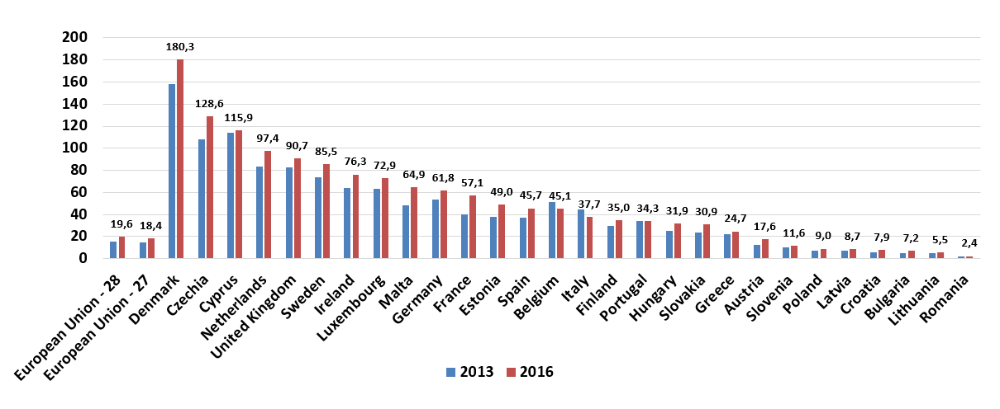 200
180
160
140
120
100
80
60
40
20
0
19,6
18,4
180,3
128,6
115,9
97,4
90,7
85,5
76,3
72,9
64,9
61,8
57,1
49,0
45,7
45,1
37,7
35,0
34,3
31,9
30,9
24,7
17,6
11,6
9,0
8,7
7,9
7,2
5,5
2,4
European Union - 28
European Union - 27
Denmark
Czechia
Cyprus
Netherlands
United Kingdom
Sweden
Ireland
Luxembourg
Malta
Germany
France
Estonia
Spain
Belgium
Italy
Finland
Portugal
Hungary
Slovakia
Greece
Austria
Slovenia
Poland
Latvia
Croatia
Bulgaria
Lithuania
Romania
2013 2016